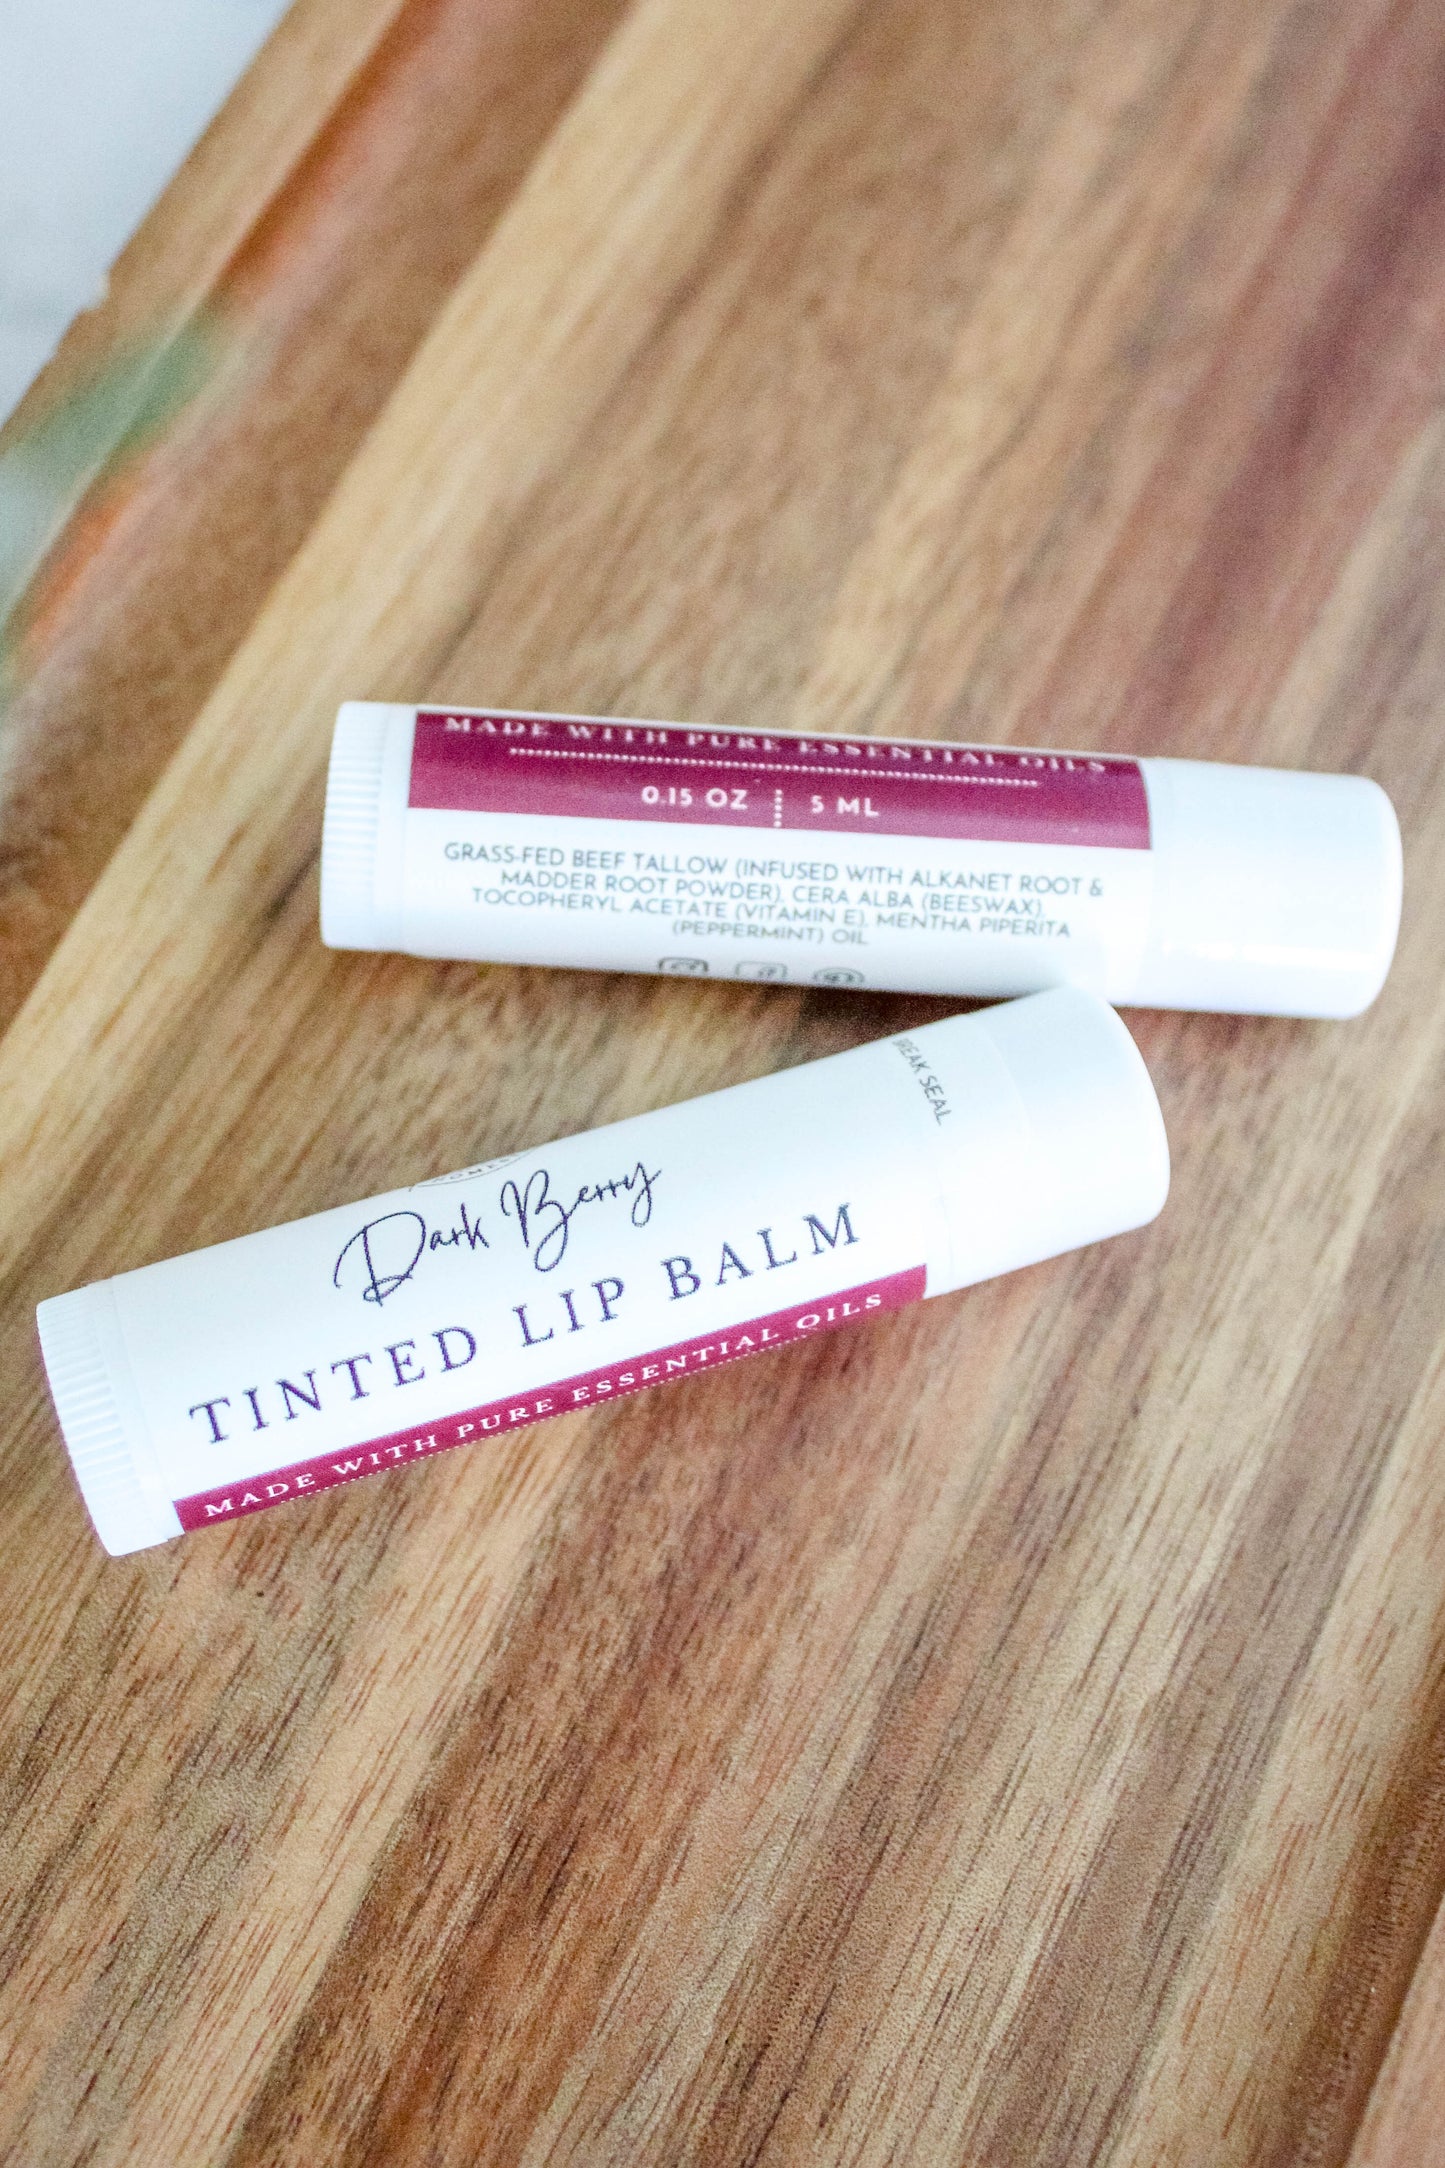 MADE WITH PURE ESSENTIAL OILS
0.15 OZ 5 ML
GRASS-FED BEEF TALLOW (INFUSED WITH ALKANET ROOT &
MADDER ROOT POWDER), CERA ALBA (BEESWAX),
TOCOPHERYL ACETATE (VITAMIN E), MENTHA PIPERITA
(PEPPERMINT) OIL
BREAK SEAL
Dark Berry
TINTED LIP BALM
MADE WITH PURE ESSENTIAL OILS